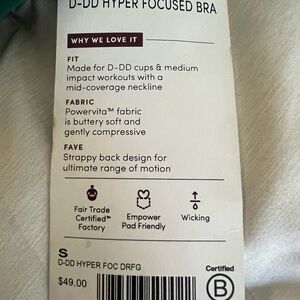 D-DD HYPER FOCUSED BRA
WHY WE LOVE IT
FIT
Made for D-DD cups & medium
impact workouts with a
mid-coverage neckline
FABRIC
Powervita™ fabric
is buttery soft and
gently compressive
FAVE
Strappy back design for
ultimate range of motion
Fair Trade
Certified™
Factory
Empower
Pad Friendly
Wicking
S
D-DD HYPER FOC DRFG
$49.00
Certified
B